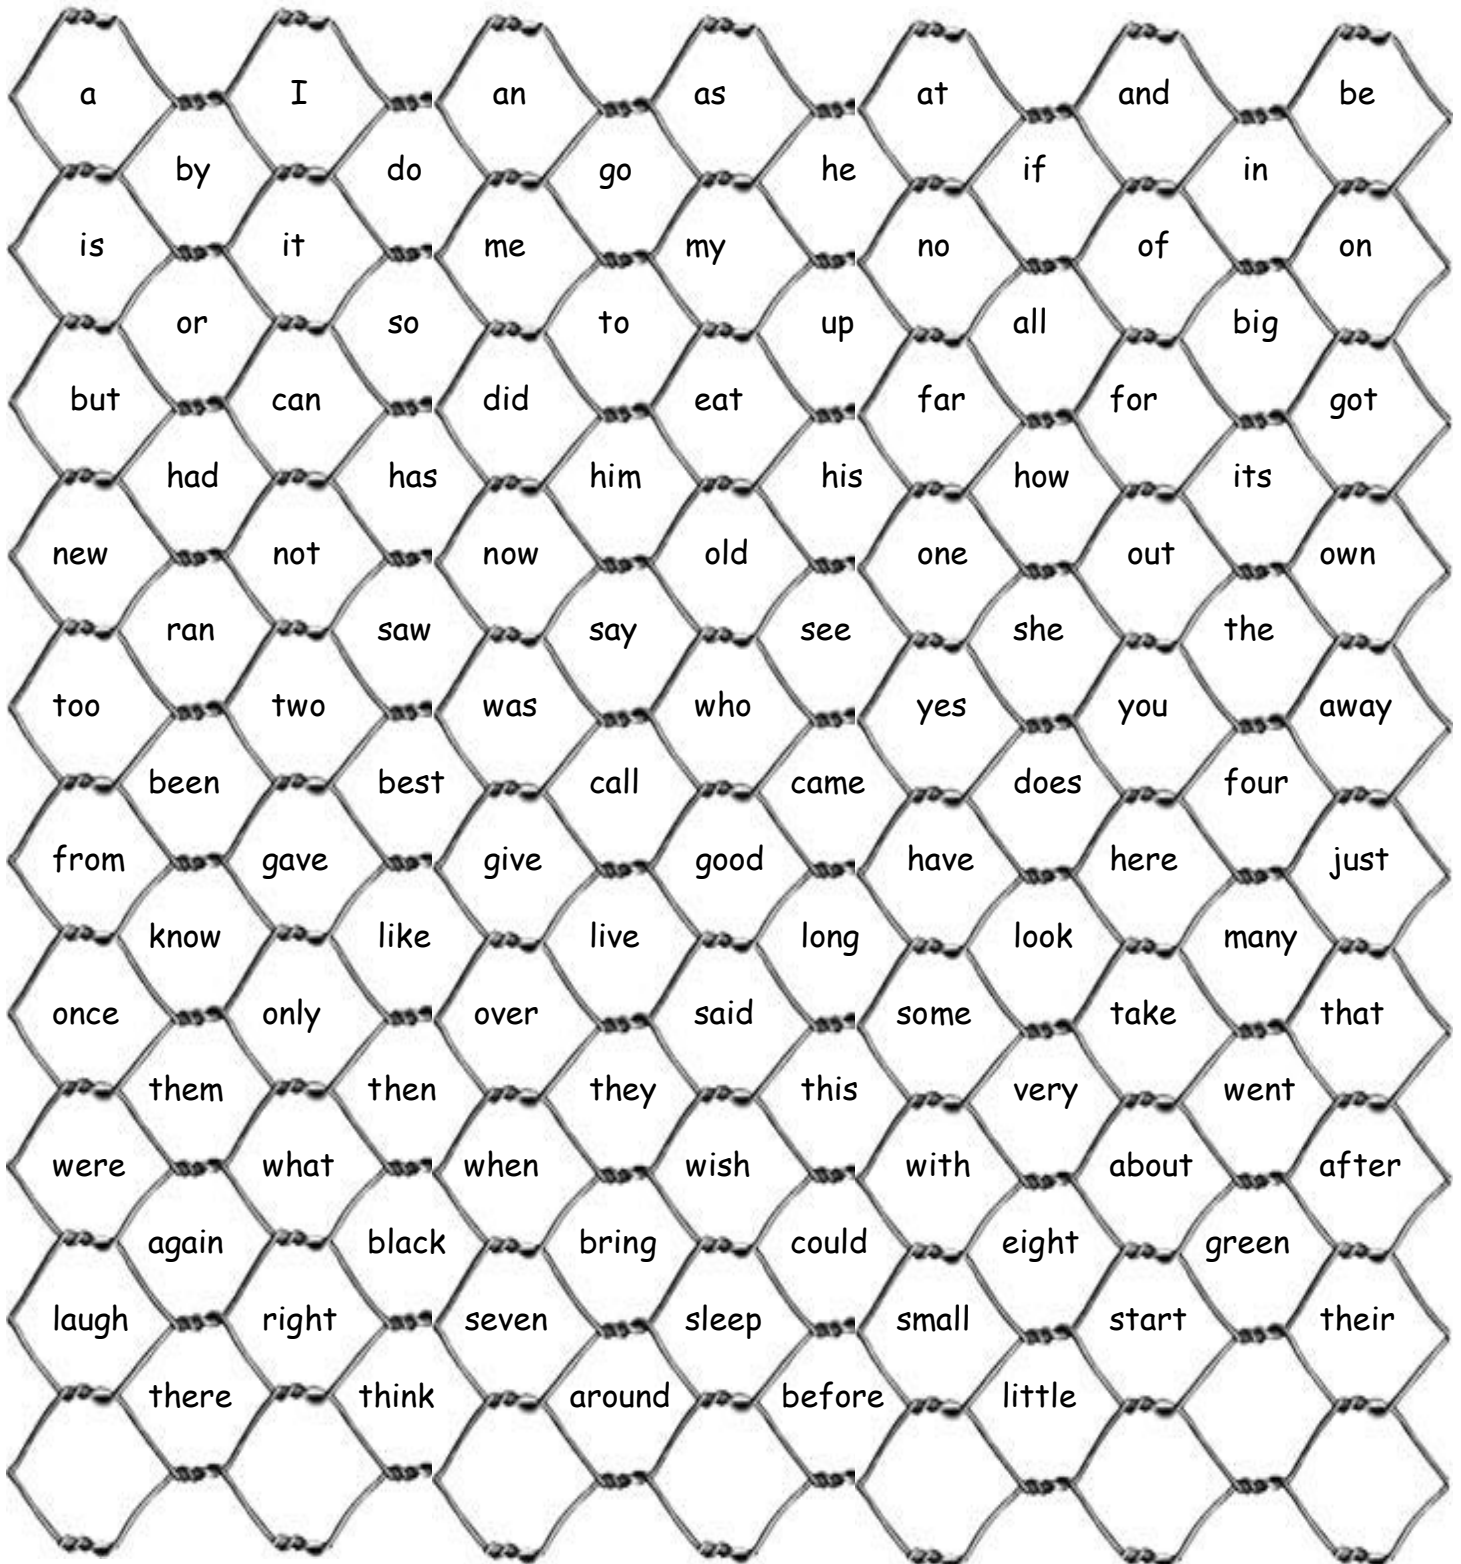 a I an as at and be
by do go he if in
is it me my no of on
or so to up all big
but can did eat far for got
had has him his how its
new not now old one out own
ran saw say see she the
too two was who yes you away
been best call came does four
from gave give good have here just
know like live long look many
once only over said some take that
them then they this very went
were what when wish with about after
again black bring could eight green
laugh right seven sleep small start their
there think around before little